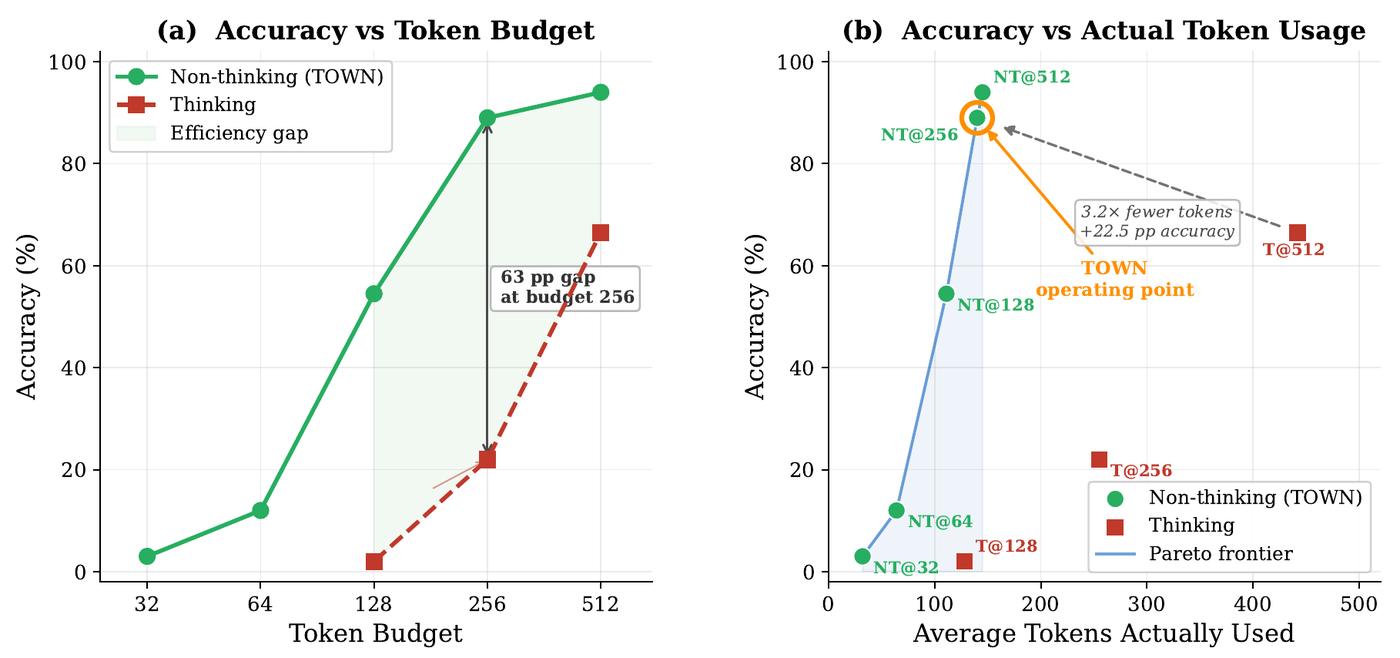 (a)  Accuracy vs Token Budget
Non-thinking (TOWN)
Thinking
Efficiency gap
63 pp gap
at budget 256
Accuracy (%)
100
80
60
40
20
0
32
64
128
256
512
Token Budget
(b)  Accuracy vs Actual Token Usage
NT@512
NT@256
3.2× fewer tokens
+22.5 pp accuracy
T@512
TOWN
operating point
NT@128
T@256
NT@64
T@128
NT@32
Non-thinking (TOWN)
Thinking
Pareto frontier
Accuracy (%)
100
80
60
40
20
0
0
100
200
300
400
500
Average Tokens Actually Used